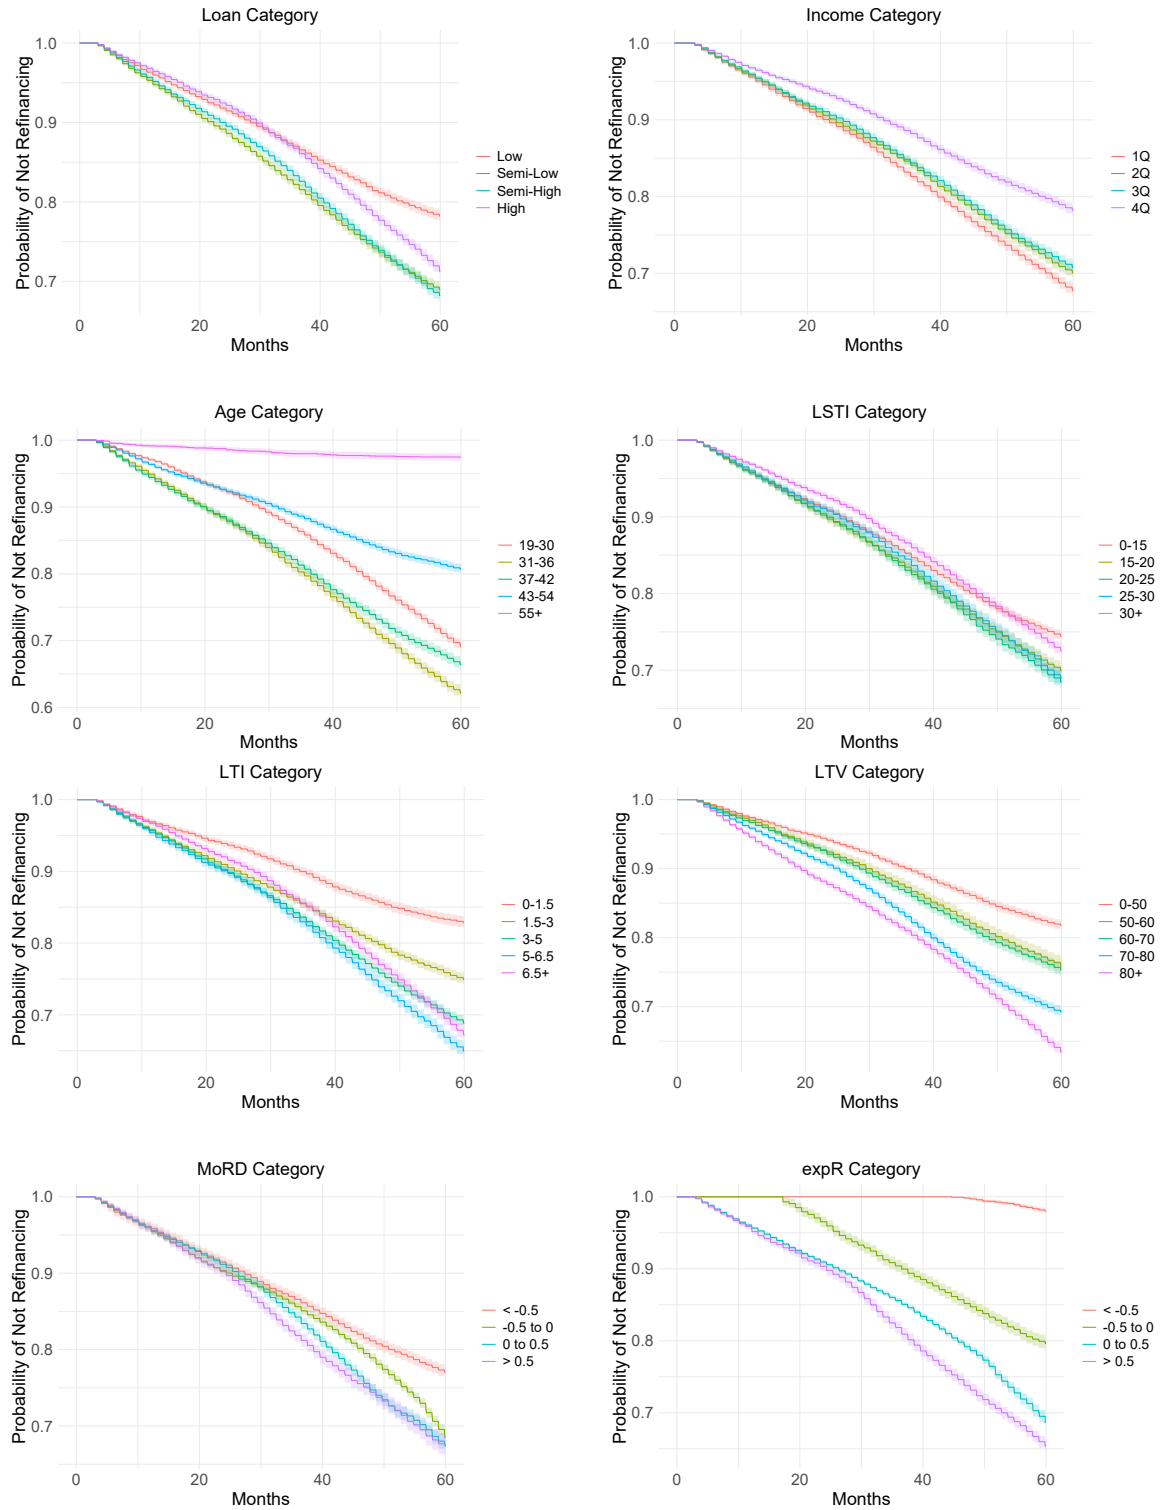 Loan Category
Probability of Not Refinancing
1.0
0.9
0.8
0.7
0 20 40 60
Months
Low
Semi-Low
Semi-High
High
Income Category
Probability of Not Refinancing
1.0
0.9
0.8
0.7
0 20 40 60
Months
1Q
2Q
3Q
4Q
Age Category
Probability of Not Refinancing
1.0
0.9
0.8
0.7
0.6
0 20 40 60
Months
19-30
31-36
37-42
43-54
55+
LSTI Category
Probability of Not Refinancing
1.0
0.9
0.8
0.7
0 20 40 60
Months
0-15
15-20
20-25
25-30
30+
LTI Category
Probability of Not Refinancing
1.0
0.9
0.8
0.7
0 20 40 60
Months
0-1.5
1.5-3
3-5
5-6.5
6.5+
LTV Category
Probability of Not Refinancing
1.0
0.9
0.8
0.7
0 20 40 60
Months
0-50
50-60
60-70
70-80
80+
MoRD Category
Probability of Not Refinancing
1.0
0.9
0.8
0.7
0 20 40 60
Months
< -0.5
-0.5 to 0
0 to 0.5
> 0.5
expR Category
Probability of Not Refinancing
1.0
0.9
0.8
0.7
0 20 40 60
Months
< -0.5
-0.5 to 0
0 to 0.5
> 0.5